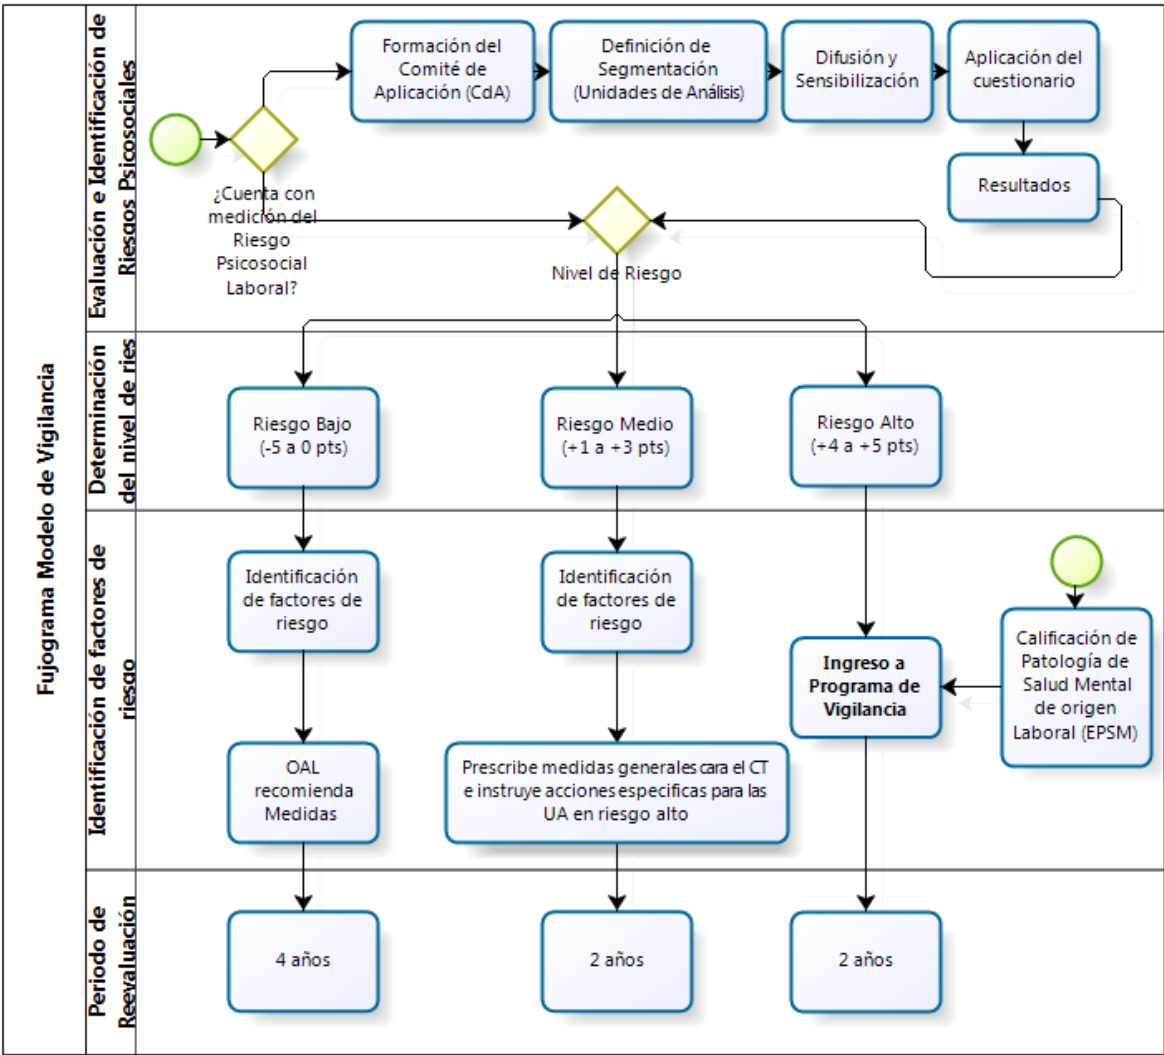 Fujograma Modelo de Vigilancia
Evaluación e Identificación de
Riesgos Psicosociales
Formación del
Comité de
Aplicación (CdA)
Definición de
Segmentación
(Unidades de Análisis)
Difusión y
Sensibilización
Aplicación del
cuestionario
Resultados
¿Cuenta con
medición del
Riesgo
Psicosocial
Laboral?
Nivel de Riesgo
Determinación
del nivel de ries
Riesgo Bajo
(-5 a 0 pts)
Riesgo Medio
(+1 a +3 pts)
Riesgo Alto
(+4 a +5 pts)
Identificación de factores de
riesgo
Identificación
de factores de
riesgo
Identificación
de factores de
riesgo
Ingreso a
Programa de
Vigilancia
Calificación de
Patología de
Salud Mental
de origen
Laboral (EPSM)
OAL
recomienda
Medidas
Prescribe medidas generales cara el CT
e instruye acciones especificas para las
UA en riesgo alto
Periodo de
Reevaluación
4 años
2 años
2 años